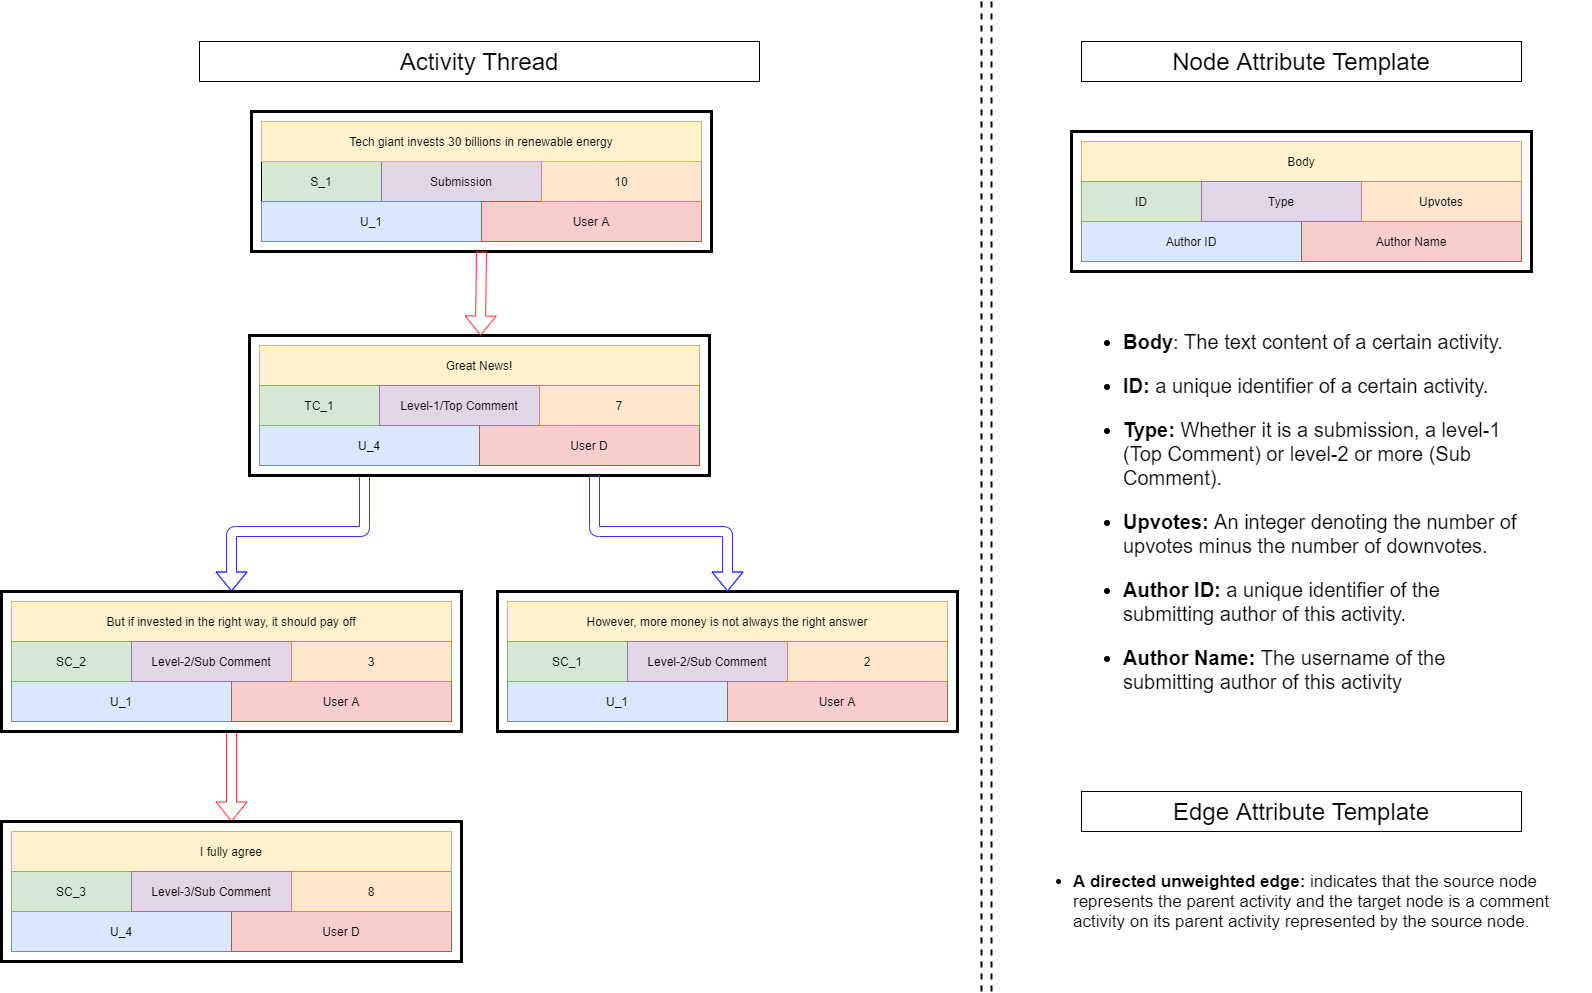 Activity Thread
Tech giant invests 30 billions in renewable energy
S_1
Submission
10
U_1
User A
Great News!
TC_1
Level-1/Top Comment
7
U_4
User D
But if invested in the right way, it should pay off
SC_2
Level-2/Sub Comment
3
U_1
User A
However, more money is not always the right answer
SC_1
Level-2/Sub Comment
2
U_1
User A
I fully agree
SC_3
Level-3/Sub Comment
8
U_4
User D
Node Attribute Template
Body
ID
Type
Upvotes
Author ID
Author Name
• Body: The text content of a certain activity.
• ID: a unique identifier of a certain activity.
• Type: Whether it is a submission, a level-1
(Top Comment) or level-2 or more (Sub
Comment).
• Upvotes: An integer denoting the number of
upvotes minus the number of downvotes.
• Author ID: a unique identifier of the
submitting author of this activity.
• Author Name: The username of the
submitting author of this activity
Edge Attribute Template
• A directed unweighted edge: indicates that the source node
represents the parent activity and the target node is a comment
activity on its parent activity represented by the source node.